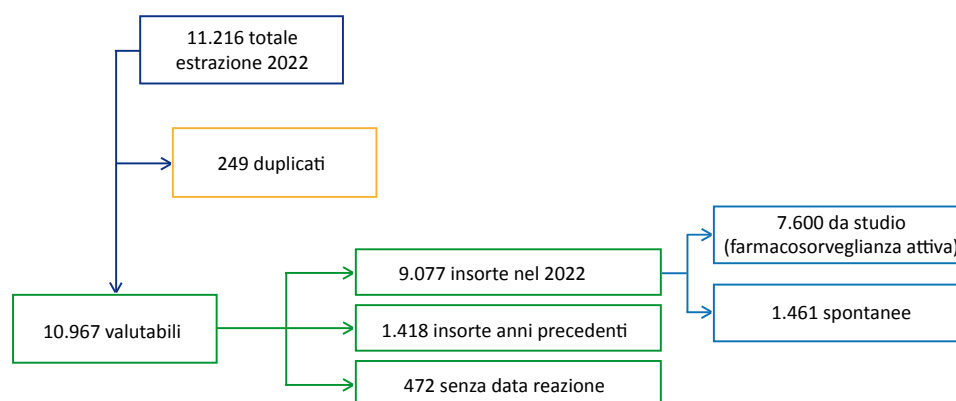 11.216 totale
estrazione 2022
249 duplicati
10.967 valutabili
9.077 insorte nel 2022
1.418 insorte anni precedenti
472 senza data reazione
7.600 da studio
(farmacosorveglianza attiva)
1.461 spontanee